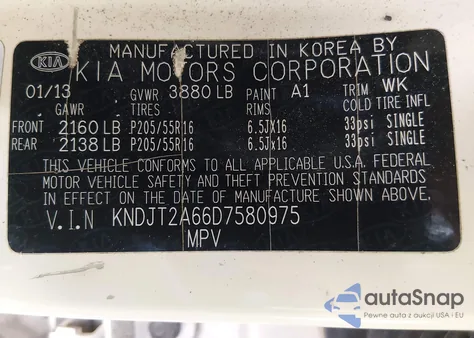 MANUFACTURED IN KOREA BY
KIA KIA MOTORS CORPORATION
01/13 GVWR 3880 LB PAINT A1 TRIM WK
GAWR TIRES RIMS COLD TIRE INFL
FRONT 2160 LB P205/55R16 6.5JX16 33psi SINGLE
REAR 2138 LB P205/55R16 6.5JX16 33psi SINGLE
THIS VEHICLE CONFORMS TO ALL APPLICABLE U.S.A. FEDERAL
MOTOR VEHICLE SAFETY AND THEFT PREVENTION STANDARDS
IN EFFECT ON THE DATE OF MANUFACTURE SHOWN ABOVE.
V.I.N KNDJT2A66D7580975
MPV
autoSnap
Pewne auta z aukcji USA i EU